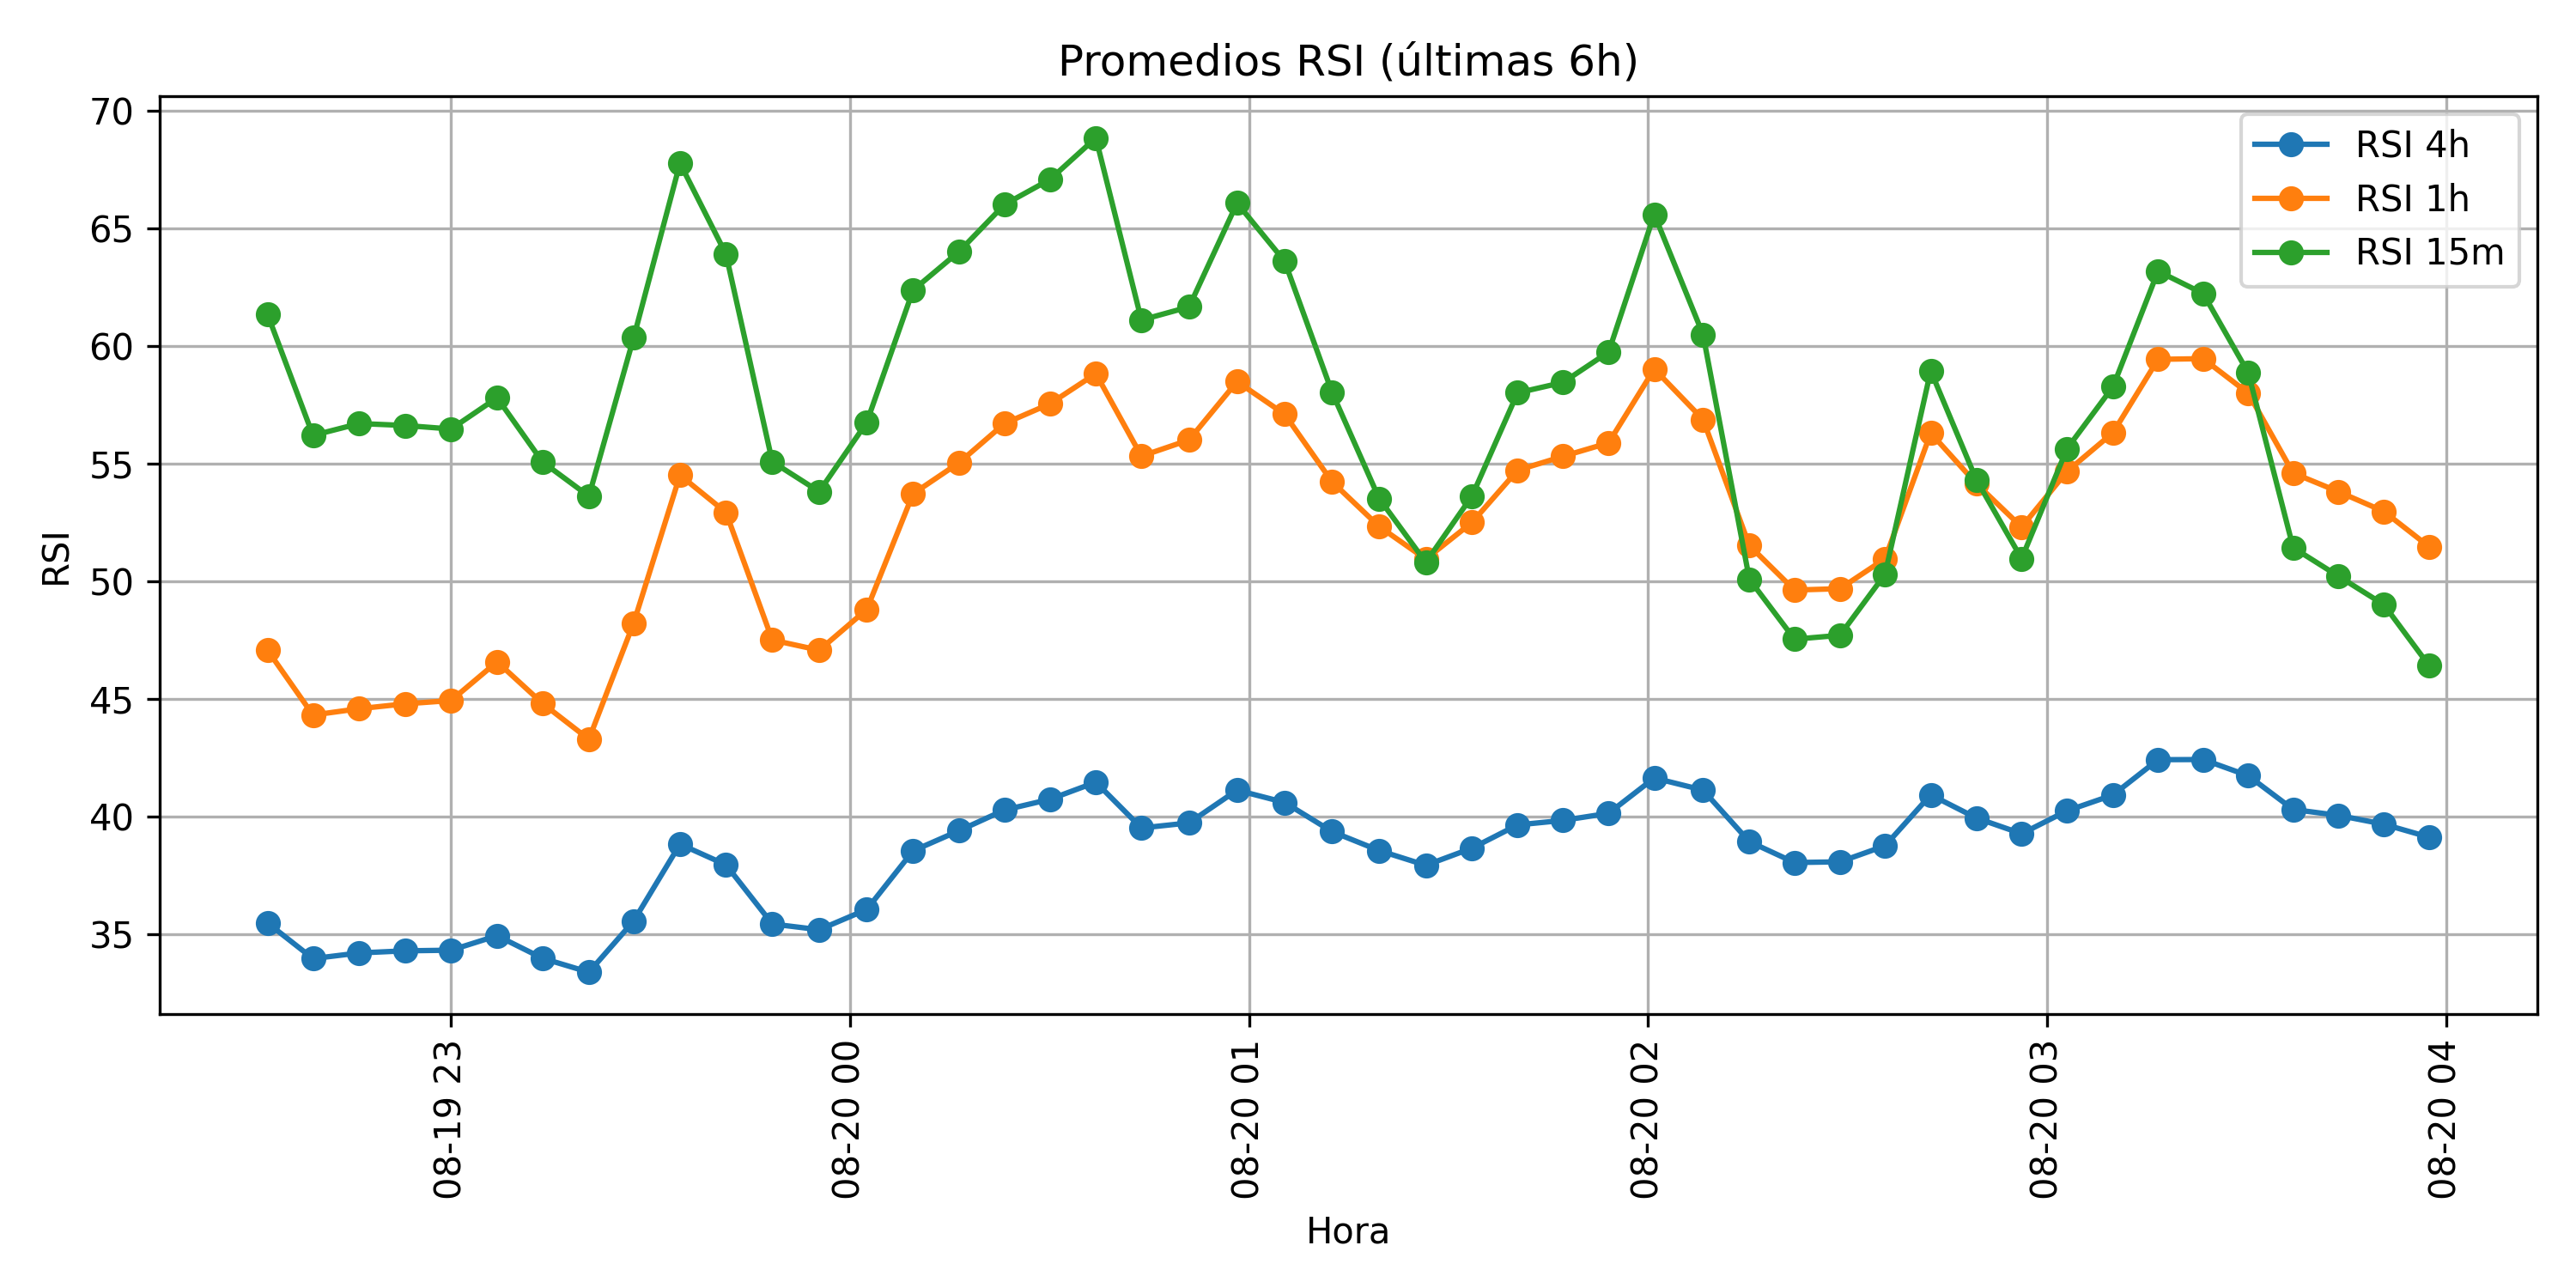 Promedios RSI (últimas 6h)
RSI 4h
RSI 1h
RSI 15m
70
65
60
55
50
45
40
35
RSI
08-19 23
08-20 00
08-20 01
08-20 02
08-20 03
08-20 04
Hora